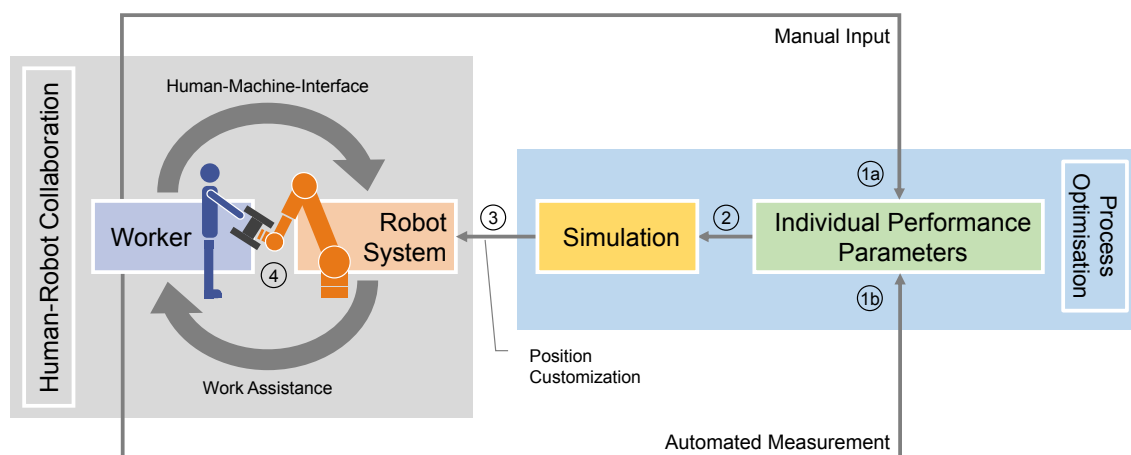 Manual Input
Human-Robot Collaboration
Human-Machine-Interface
Worker
4
Robot
System
Work Assistance
3
Position
Customization
Simulation
2
1a
Individual Performance
Parameters
1b
Process
Optimisation
Automated Measurement